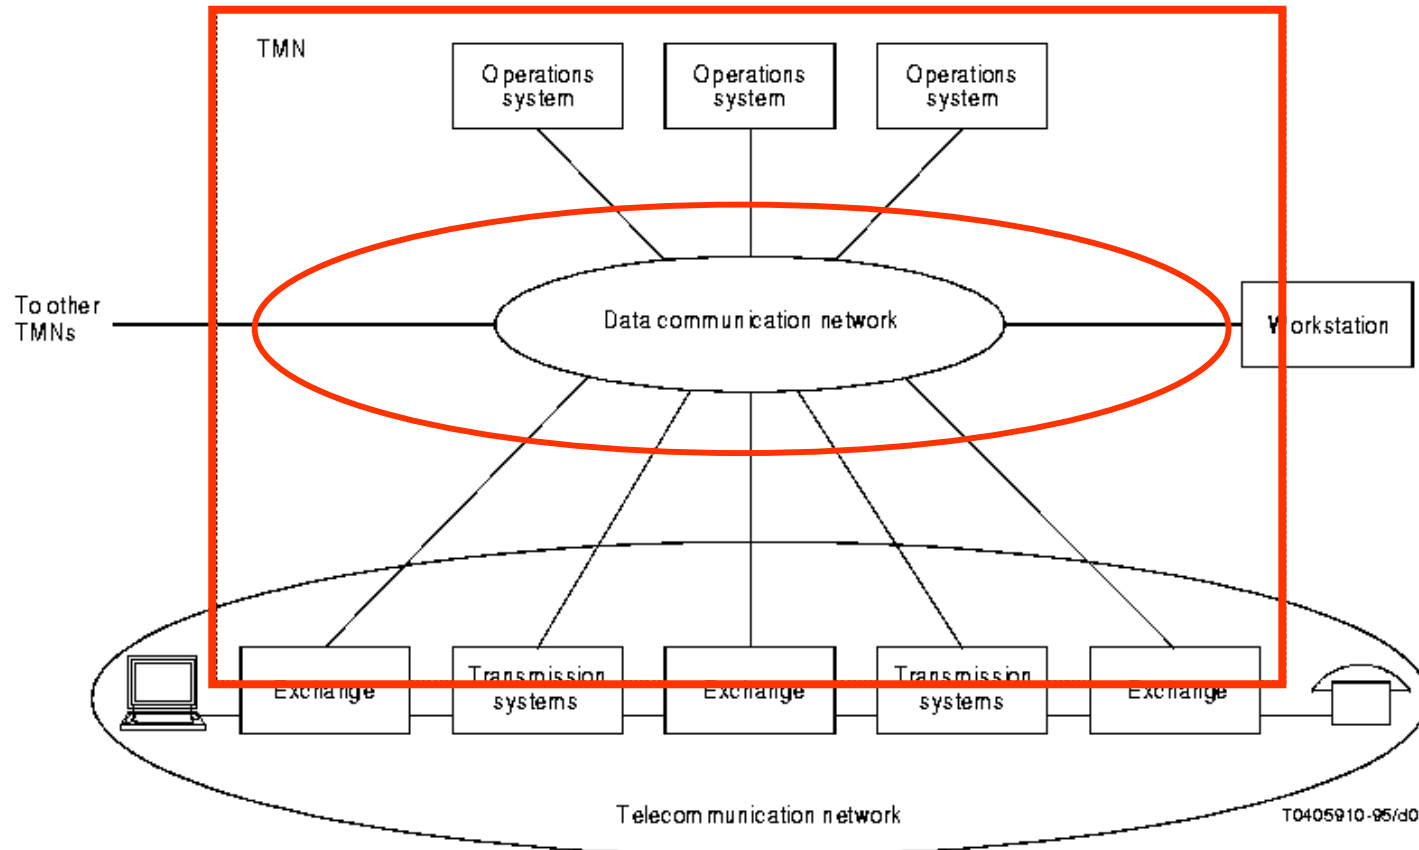 TMN
Operations
system
Operations
system
Operations
system
To other
TMNs
Data communication network
Workstation
Exchange
Transmission
systems
Exchange
Transmission
systems
Exchange
Telecommunication network
T0405910-95/d0